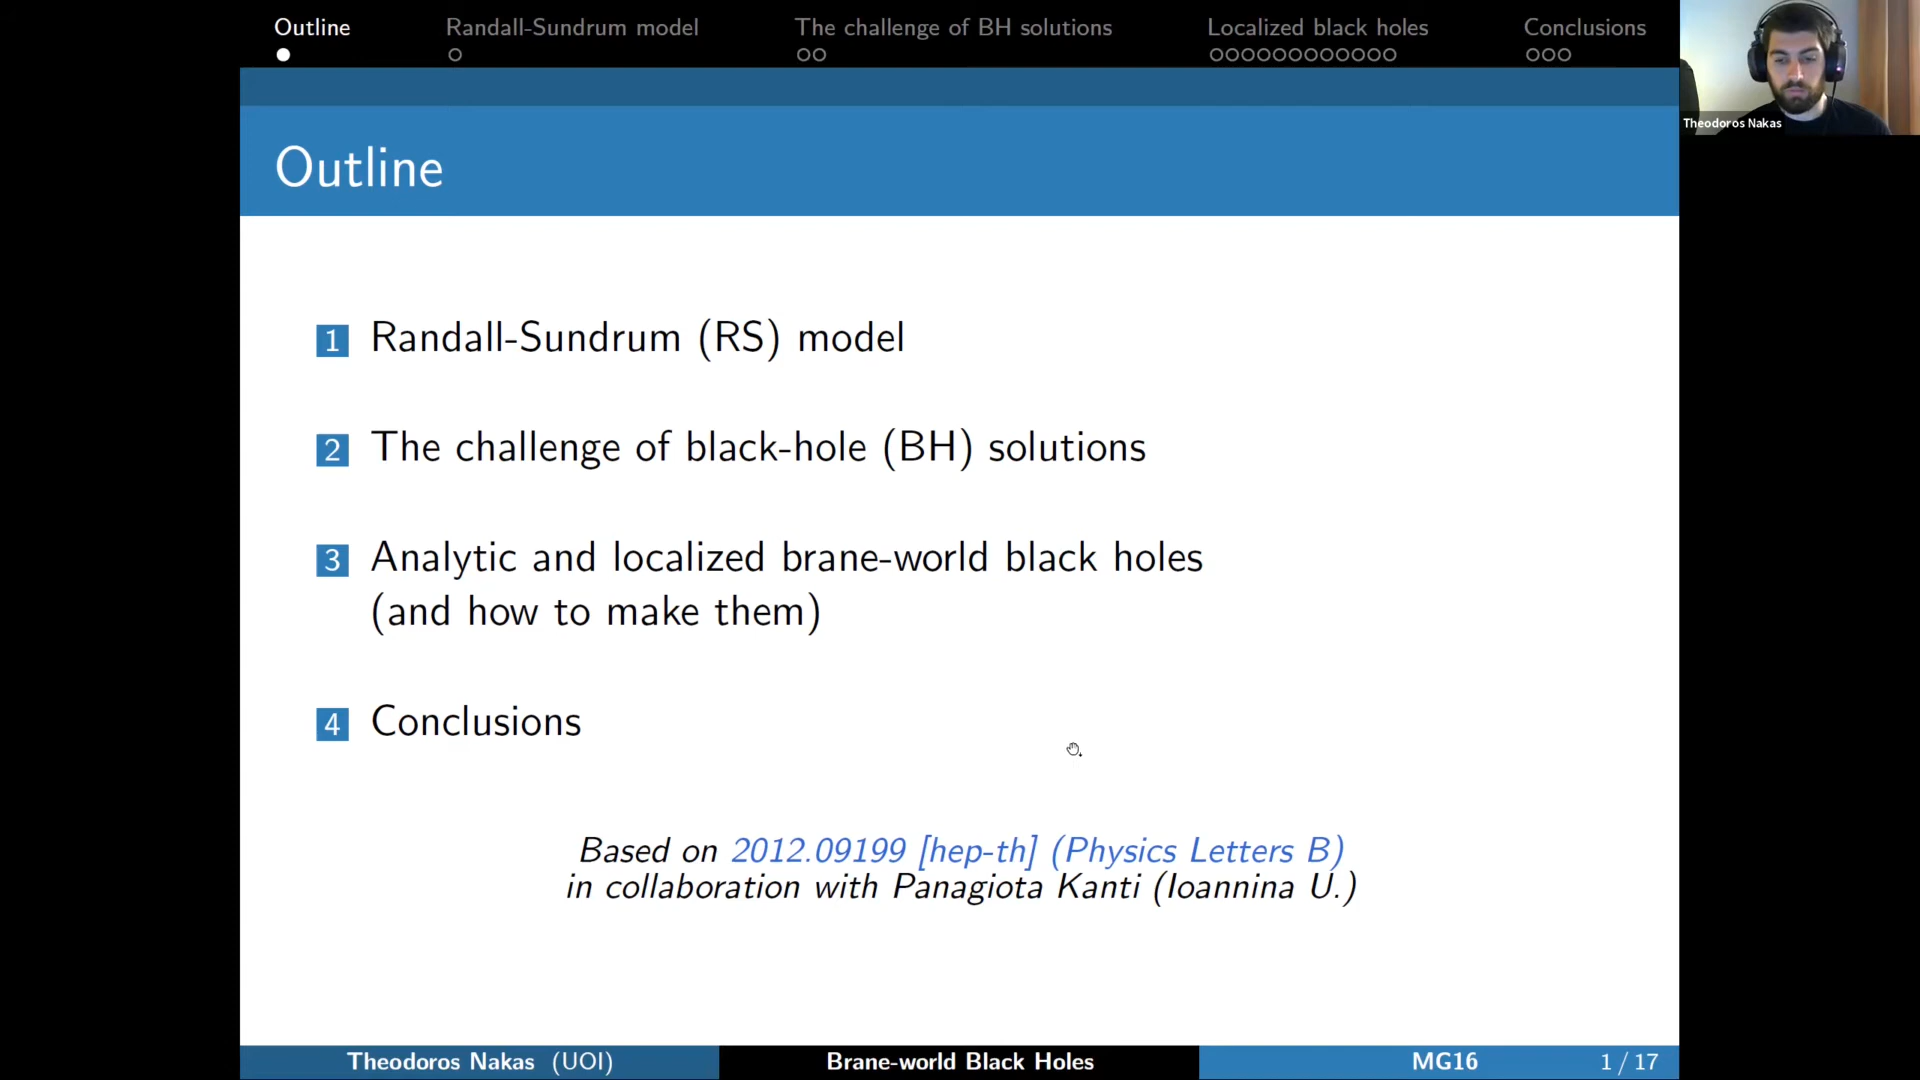 Outline
Randall-Sundrum model
The challenge of BH solutions
Localized black holes
Conclusions
Theodoros Nakas
Outline
1 Randall-Sundrum (RS) model
2 The challenge of black-hole (BH) solutions
3 Analytic and localized brane-world black holes
(and how to make them)
4 Conclusions
Based on 2012.09199 [hep-th] (Physics Letters B)
in collaboration with Panagiota Kanti (Ioannina U.)
Theodoros Nakas (UOI)
Brane-world Black Holes
MG16
1 / 17